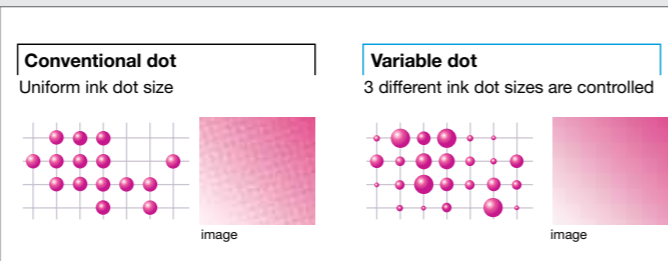 Conventional dot
Uniform ink dot size
image
Variable dot
3 different ink dot sizes are controlled
image